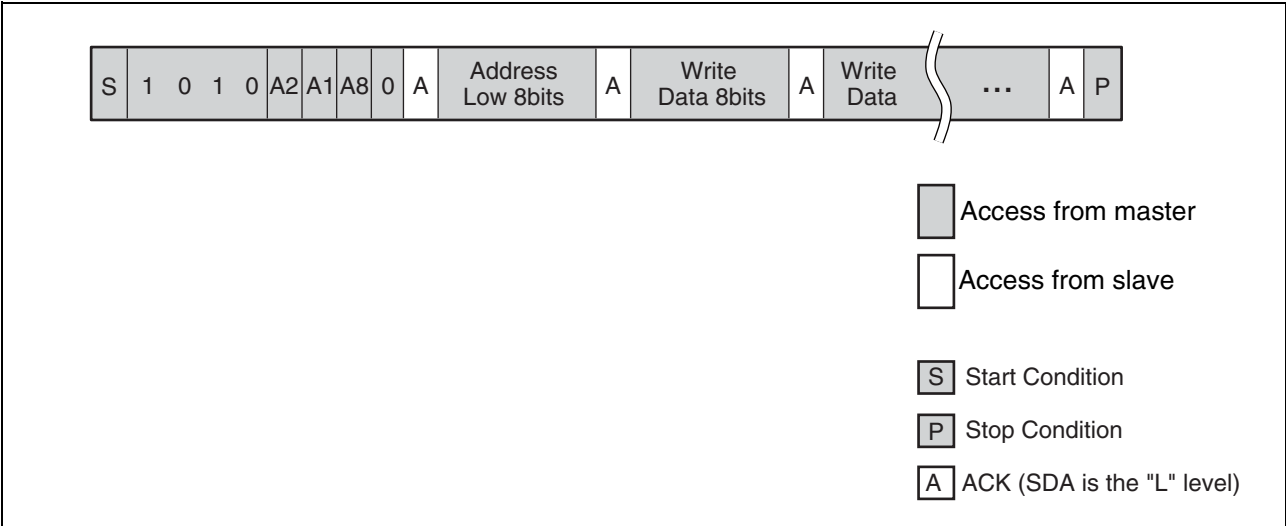 S 1 0 1 0 A2 A1 A8 0 A Address Low 8bits A Write Data 8bits A Write Data ... A P
Access from master
Access from slave
S Start Condition
P Stop Condition
A ACK (SDA is the "L" level)